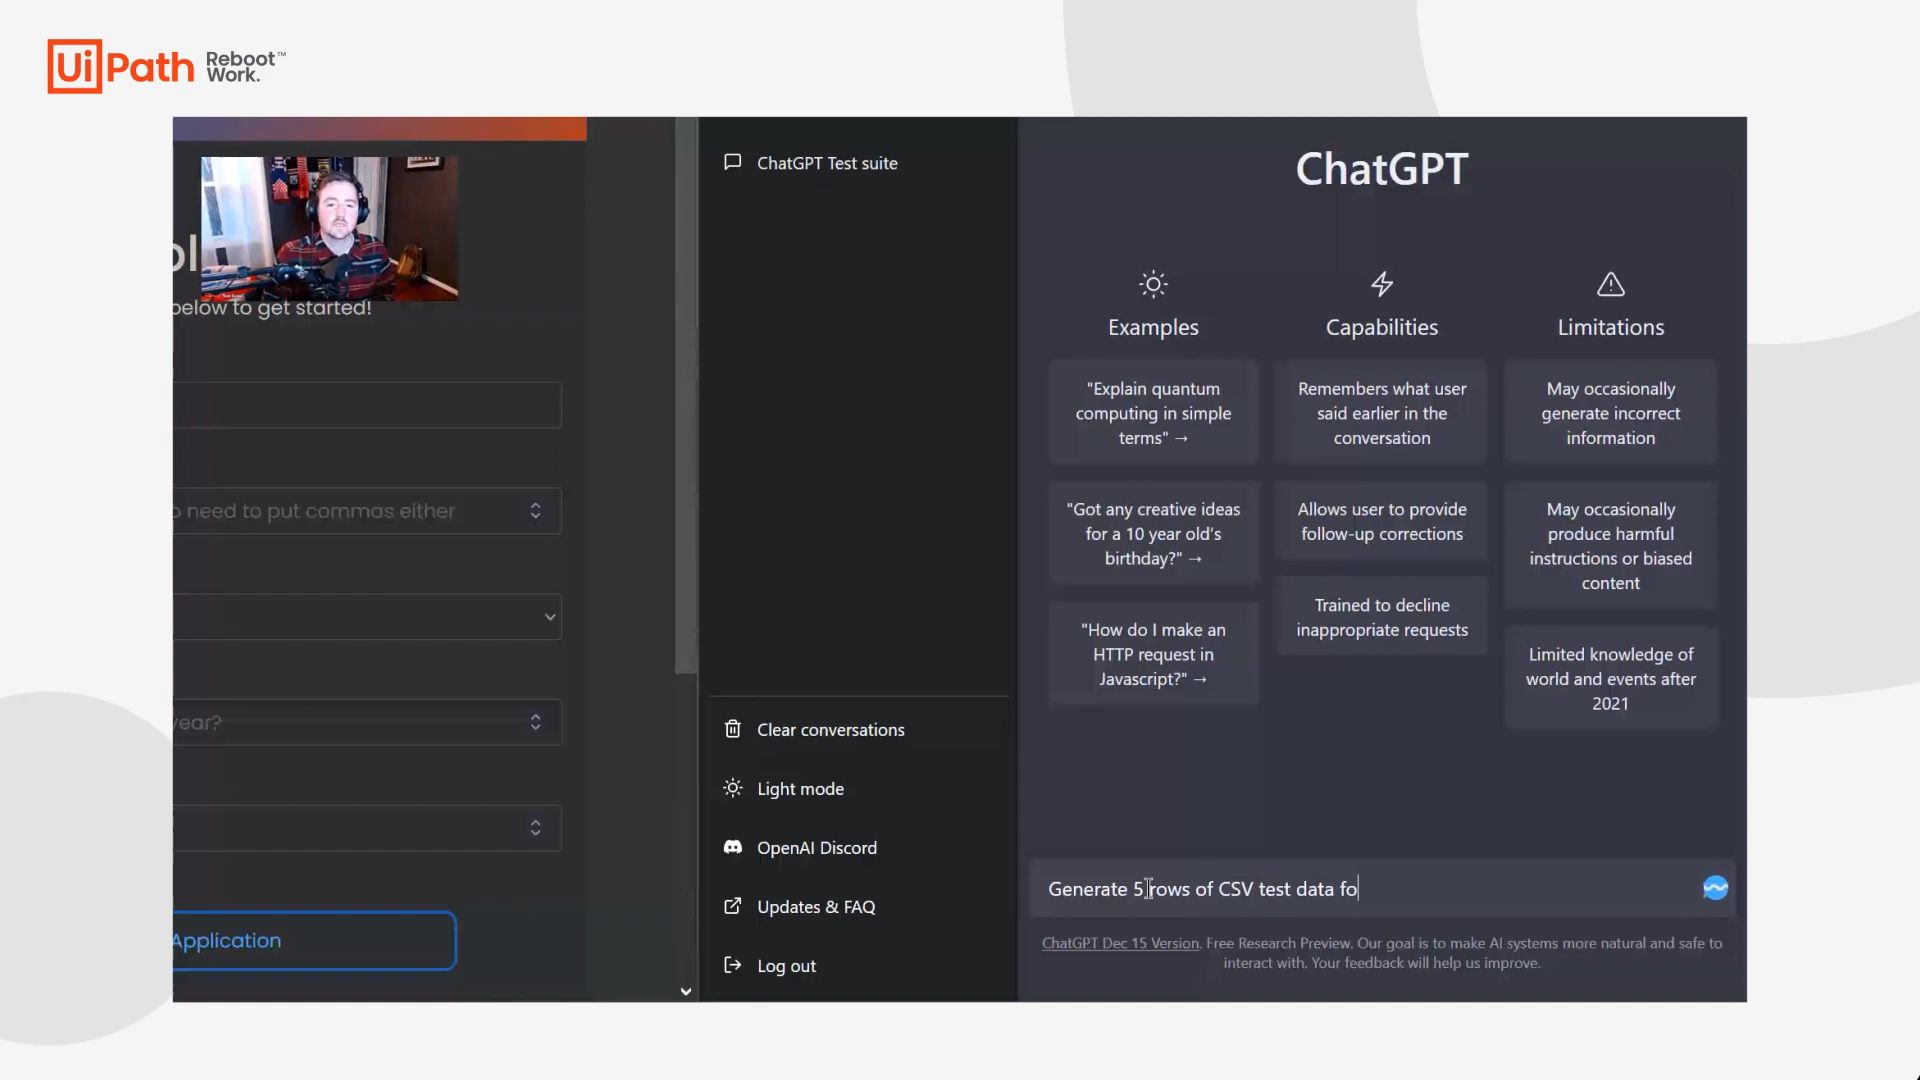 UiPath Reboot™
Work.
below to get started!
need to put commas either
year?
Application
ChatGPT Test suite
Clear conversations
Light mode
OpenAI Discord
Updates & FAQ
Log out
ChatGPT
Examples
"Explain quantum
computing in simple
terms" →
"Got any creative ideas
for a 10 year old's
birthday?" →
"How do I make an
HTTP request in
Javascript?" →
Capabilities
Remembers what user
said earlier in the
conversation
Allows user to provide
follow-up corrections
Trained to decline
inappropriate requests
Limitations
May occasionally
generate incorrect
information
May occasionally
produce harmful
instructions or biased
content
Limited knowledge of
world and events after
2021
Generate 5 rows of CSV test data fo
ChatGPT Dec 15 Version. Free Research Preview. Our goal is to make AI systems more natural and safe to
interact with. Your feedback will help us improve.